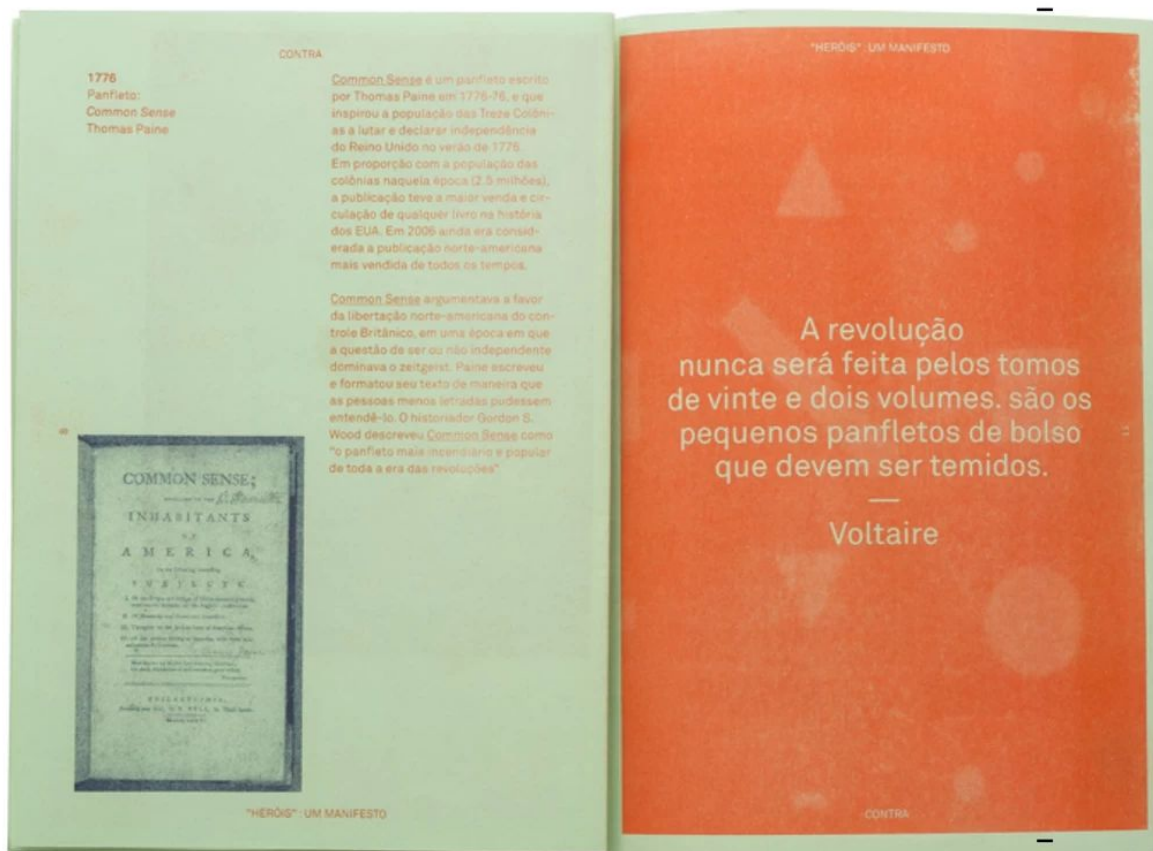 CONTRA
1776
Panfleto:
Common Sense
Thomas Paine
Common Sense é um panfleto escrito
por Thomas Paine em 1776-76, e que
inspirou a população das Treze Colôni-
as a lutar e declarar independência
do Reino Unido no verão de 1776.
Em proporção com a população das
colônias naquela época (2.5 milhões),
a publicação teve a maior venda e cir-
culação de qualquer livro na história
dos EUA. Em 2006 ainda era consid-
erada a publicação norte-americana
mais vendida de todos os tempos.
Common Sense argumentava a favor
da libertação norte-americana do con-
trole Britânico, em uma época em que
a questão de ser ou não independente
dominava o zeitgeist. Paine escreveu
e formatou seu texto de maneira que
as pessoas menos letradas pudessem
entendê-lo. O historiador Gordon S.
Wood descreveu Common Sense como
"o panfleto mais incendiário e popular
de toda a era das revoluções"
COMMON SENSE;
INHABITANTS
OF
AMERICA,
SUBJECTS
PHILADELPHIA,
"HERÓIS" : UM MANIFESTO
"HERÓIS" : UM MANIFESTO
A revolução
nunca será feita pelos tomos
de vinte e dois volumes. são os
pequenos panfletos de bolso
que devem ser temidos.
—
Voltaire
CONTRA